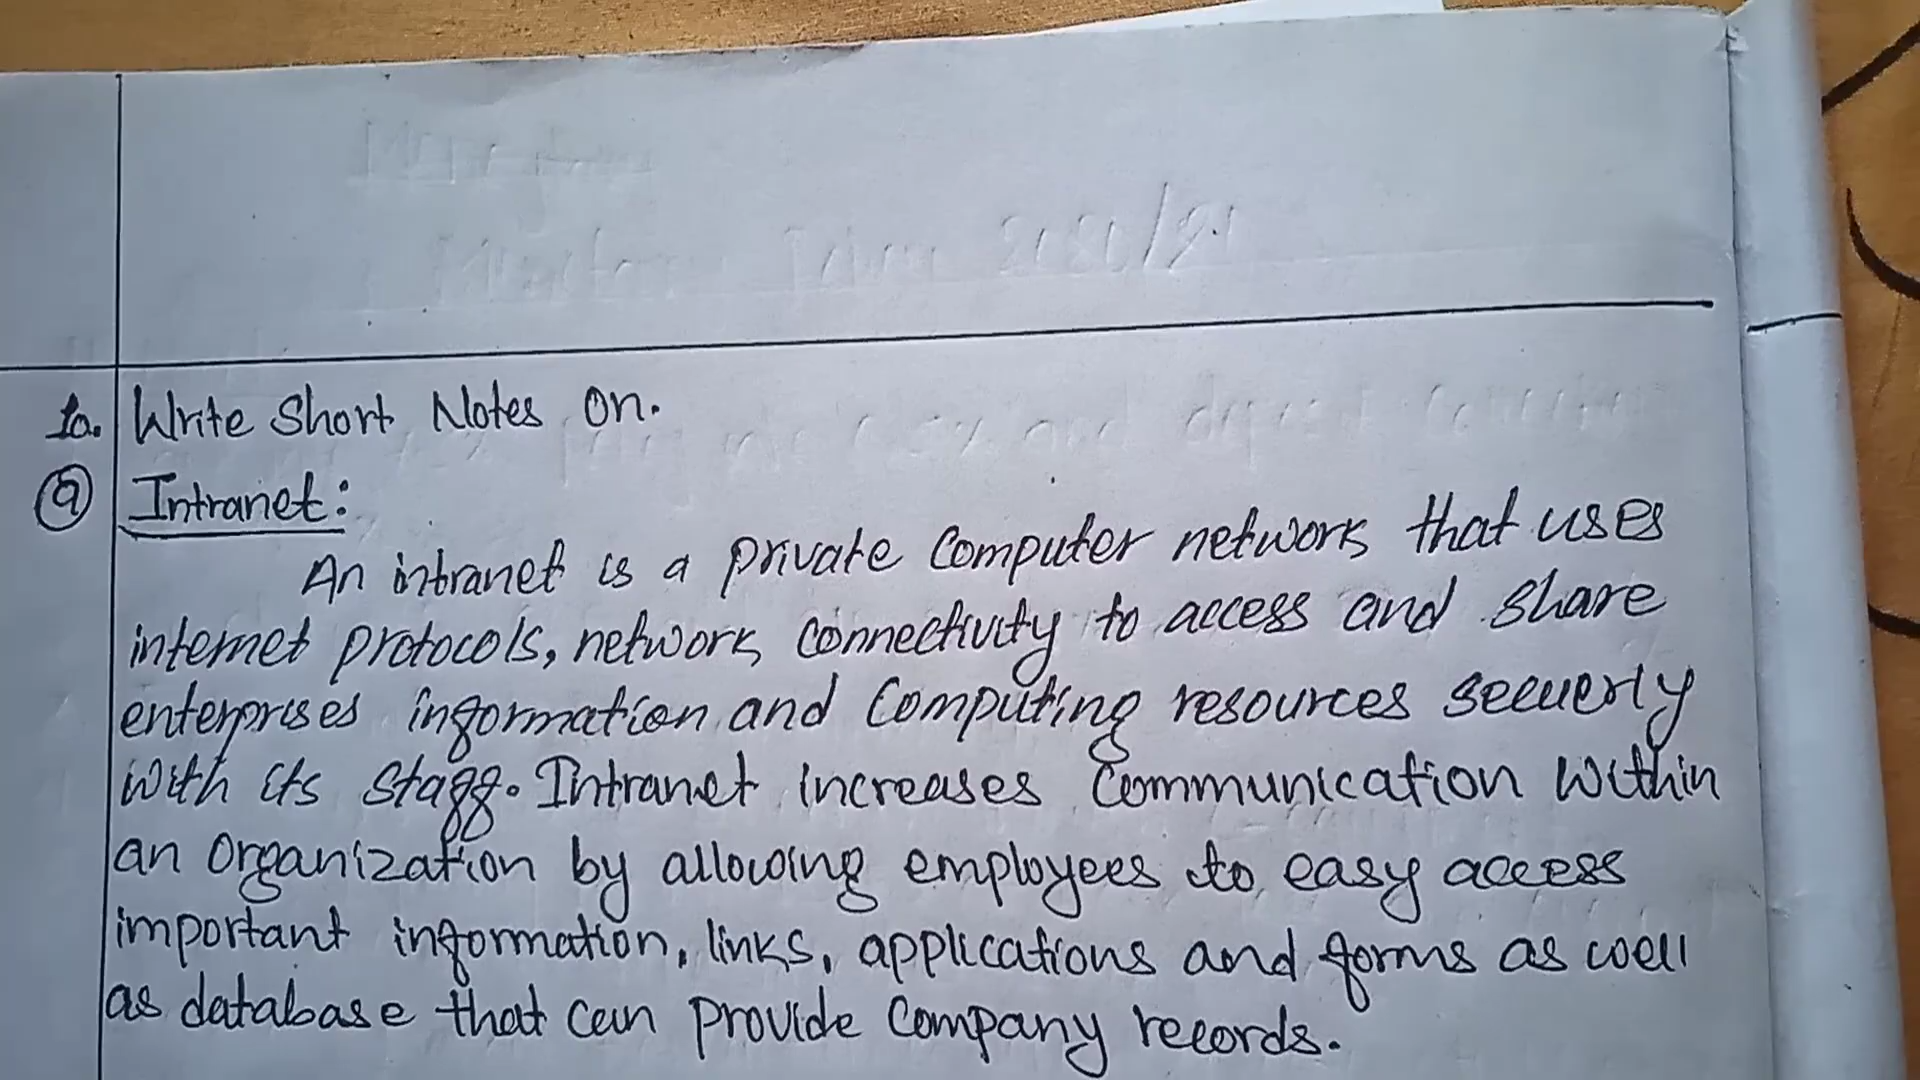 1a. Write Short Notes On.
a Intranet:
An intranet is a private Computer network that uses
internet protocols, network connectivity to access and share
enterprises information and Computing resources secuerly
with its staff. Intranet increases Communication within
an Organization by allowing employees to easy access
important information, links, applications and forms as well
as database that can provide Company records.